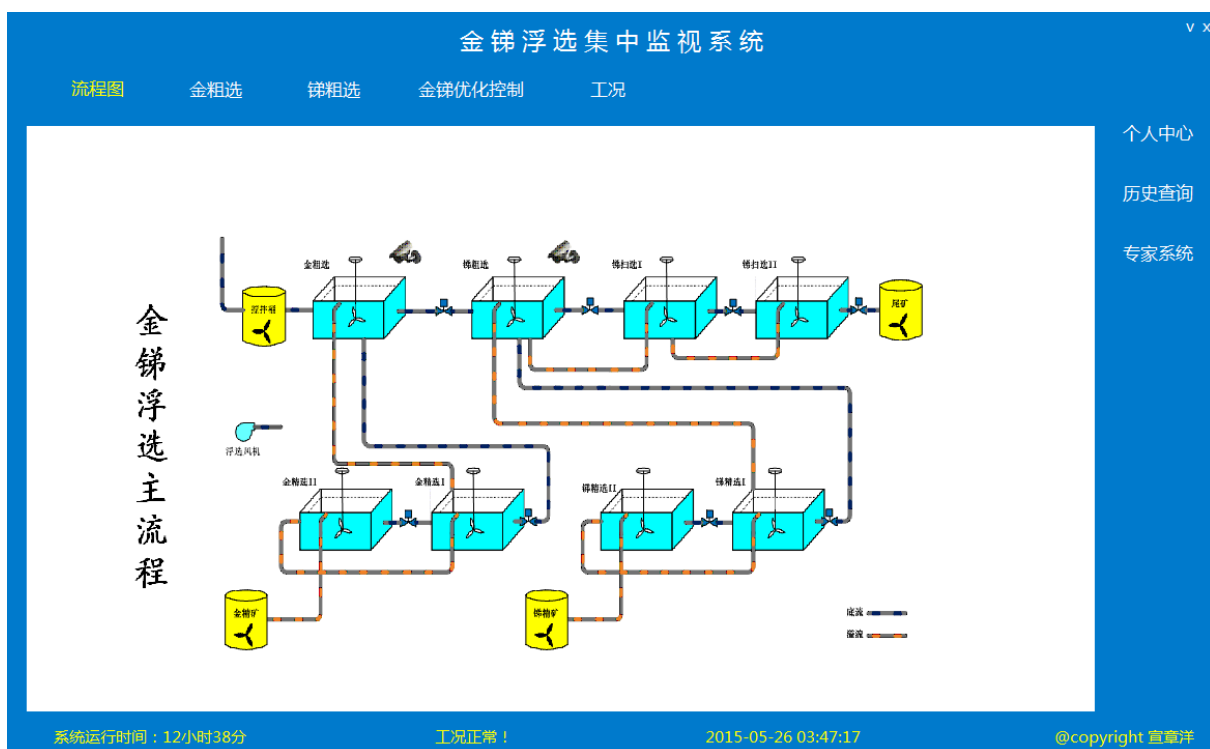 金锑浮选集中监视系统
v x
流程图 金粗选 锑粗选 金锑优化控制 工况
个人中心
历史查询
专家系统
金锑浮选主流程
金粗选 锑粗选 锑扫选I 锑扫选II
搅拌桶 尾矿
浮选风机
金精选II 金精选I 锑精选II 锑精选I
金精矿 锑精矿
底流
溢流
系统运行时间：12小时38分 工况正常！ 2015-05-26 03:47:17 @copyright 宣章洋